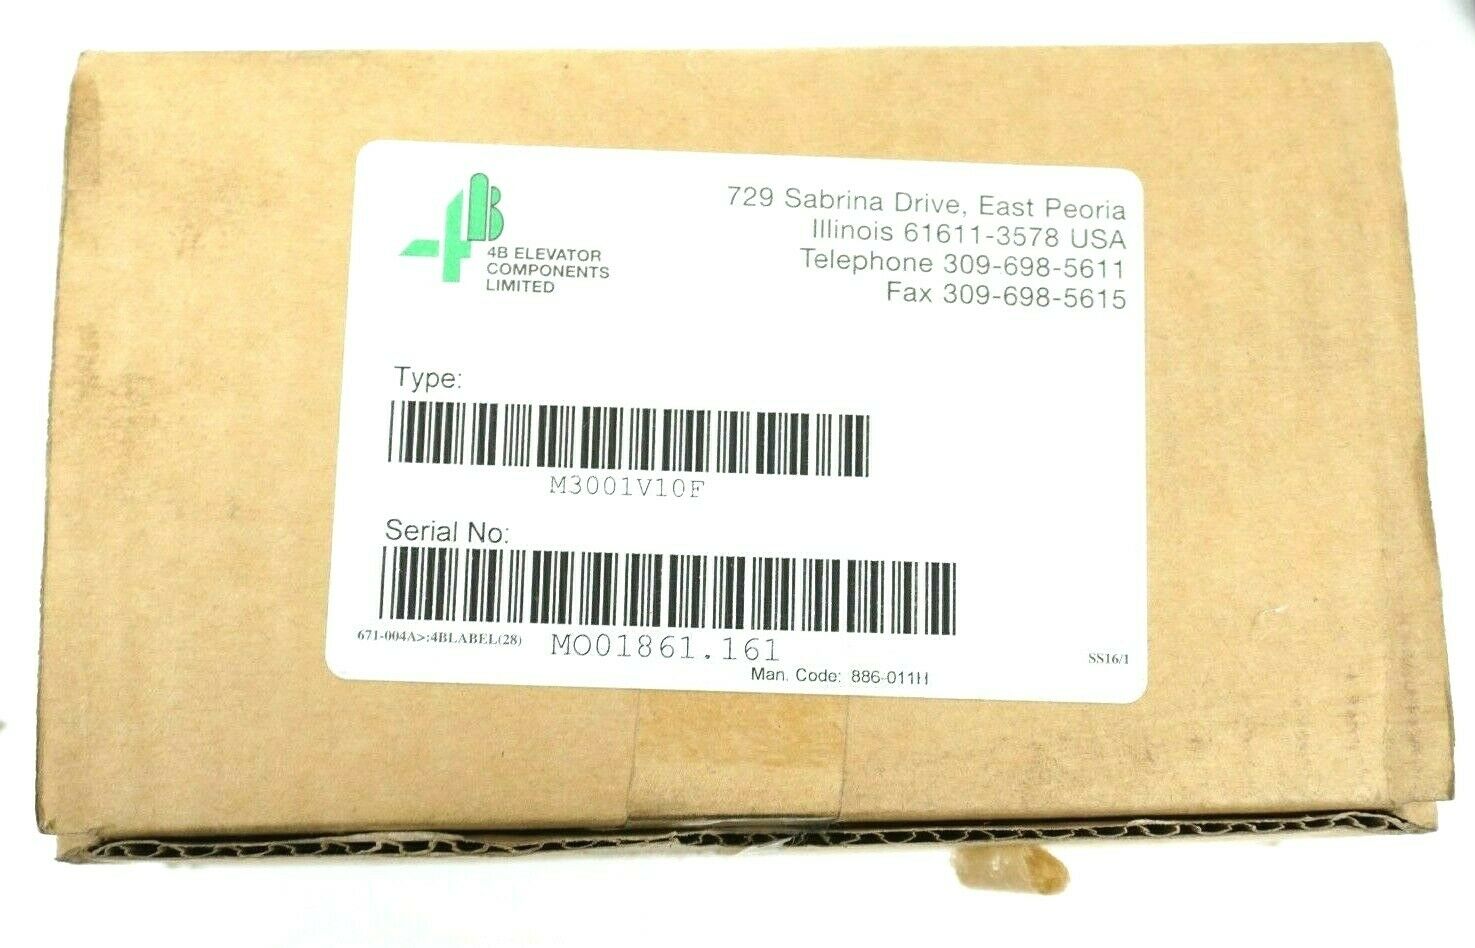 4B
4B ELEVATOR
COMPONENTS
LIMITED
729 Sabrina Drive, East Peoria
Illinois 61611-3578 USA
Telephone 309-698-5611
Fax 309-698-5615
Type:
M3001V10F
Serial No:
MO01861.161
671-004A>:4BLABEL(28)
SS16/1
Man. Code: 886-011H